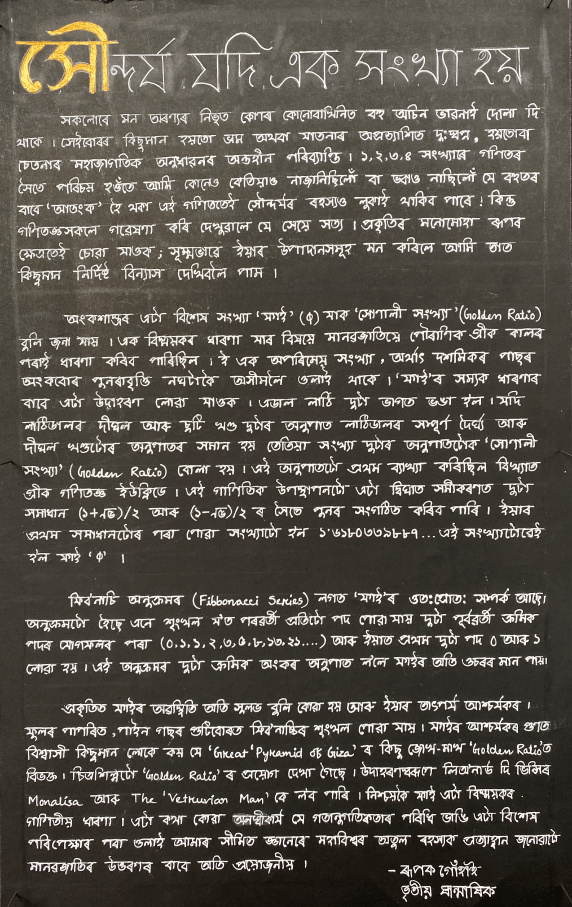 সৌন্দৰ্য যদি এক সংখ্যা হয়
সকলোৰে মন অৰণ্যৰ নিভৃত কোণৰ কোনোবাখিনিত বহু অচিন ভাৱনাই দোলা দি
থাকে । সেইবোৰৰ কিছুমান হয়তো ভ্ৰম অথবা যাতনাৰ অপ্ৰত্যাশিত দুঃস্বপ্ন, হয়তোবা
চেতনাৰ মহাজাগতিক অনুধাৱনৰ অন্তহীন পৰিব্যাপ্তি । ১,২,৩,৪ সংখ্যাৰে গণিতৰ
সৈতে পৰিচয় হওঁতে আমি কোনেও কেতিয়াও নাজানিছিলোঁ বা ভবাও নাছিলোঁ যে বহুতৰ
বাবে 'আতংক' হৈ থকা এই গণিততেই সৌন্দৰ্যৰ ৰহস্যও লুকাই থাকিব পাৰে ! কিন্তু
গণিতজ্ঞসকলে গৱেষণা কৰি দেখুৱালে যে সেয়ে সত্য । প্ৰকৃতিৰ মনোমোহা ৰূপৰ
ক্ষেত্ৰতেই চোৱা যাওক ; সূক্ষ্মভাৱে ইয়াৰ উপাদানসমূহ মন কৰিলে আমি তাত
কিছুমান নিৰ্দিষ্ট বিন্যাস দেখিবলৈ পাম ।
অংকশাস্ত্ৰৰ এটা বিশেষ সংখ্যা 'ফাই' (φ) যাক 'সোণালী সংখ্যা' (Golden Ratio)
বুলি জনা যায় । এক বিস্ময়কৰ ধাৰণা যাৰ বিষয়ে মানৱজাতিয়ে পৌৰাণিক গ্ৰীক কালৰ
পৰাই ধাৰণা কৰিব পাৰিছিল । ই এক অপৰিমেয় সংখ্যা, অৰ্থাৎ দশমিকৰ পাছৰ
অংকবোৰ পুনৰাবৃত্তি নঘটাকৈ অসীমলৈ ওলাই থাকে । 'ফাই'ৰ সম্যক ধাৰণাৰ
বাবে এটা উদাহৰণ লোৱা যাওক । এডাল লাঠি দুটা ভাগত ভঙা হ'ল । যদি
লাঠিডালৰ দীঘল আৰু চুটি খণ্ড দুটাৰ অনুপাত লাঠিডালৰ সম্পূৰ্ণ দৈৰ্ঘ্য আৰু
দীঘল খণ্ডটোৰ অনুপাতৰ সমান হয় তেতিয়া সংখ্যা দুটাৰ অনুপাতটোক 'সোণালী
সংখ্যা' (Golden Ratio) বোলা হয় । এই অনুপাতটো প্ৰথম ব্যাখ্যা কৰিছিল বিখ্যাত
গ্ৰীক গণিতজ্ঞ ইউক্লিডে । এই গাণিতিক উপস্থাপনটো এটা দ্বিঘাত সমীকৰণত দুটা
সমাধান (১+√৫)/২ আৰু (১-√৫)/২ ৰ সৈতে পুনৰ সংগঠিত কৰিব পাৰি । ইয়াৰ
প্ৰথম সমাধানটোৰ পৰা পোৱা সংখ্যাটো হ'ল ১'৬১৮০৩৩৯৮৮৭... এই সংখ্যাটোৱেই
হ'ল ফাই 'φ' ।
ফিব'নাচি অনুক্ৰমৰ (Fibbonacci Series) লগত 'ফাই'ৰ ওতঃপ্ৰোতঃ সম্পৰ্ক আছে।
অনুক্ৰমটো হৈছে এনে শৃংখল য'ত পৰৱৰ্তী প্ৰতিটো পদ পোৱা যায় দুটা পূৰ্বৱৰ্তী ক্ৰমিক
পদৰ যোগফলৰ পৰা (০,১,১,২,৩,৫,৮,১৩,২১....) আৰু ইয়াত প্ৰথম দুটা পদ ০ আৰু ১
লোৱা হয় । এই অনুক্ৰমৰ দুটা ক্ৰমিক অংকৰ অনুপাত ল'লে ফাইৰ অতি ওচৰৰ মান পায়।
প্ৰকৃতিত ফাইৰ অৱস্থিতি অতি সুলভ বুলি কোৱা হয় আৰু ইয়াৰ তাৎপৰ্য আশ্চৰ্যকৰ ।
ফুলৰ পাপৰিত, পাইন গছৰ গুটিবোৰত ফিব'নাচ্চিৰ শৃংখল পোৱা যায় । ফাইৰ আশ্চৰ্যকৰ গুণত
বিশ্বাসী কিছুমান লোকে কয় যে 'Great Pyramid of Giza' ৰ কিছু জোখ-মাখ 'Golden Ratio'ত
বিভক্ত । চিত্ৰশিল্পটো 'Golden Ratio' ৰ প্ৰয়োগ দেখা গৈছে । উদাহৰণস্বৰূপে লিঅ'নাৰ্ড দি ভিঞ্চিৰ
Monalisa আৰু The 'Vetruvian Man' কে ল'ব পাৰি । নিশ্চয়কৈ ফাই এটা বিস্ময়কৰ
গাণিতীয় ধাৰণা । এটা কথা কোৱা অনস্বীকাৰ্য যে গতানুগতিকতাৰ পৰিধি ভাঙি এটা বিশেষ
পৰিপেক্ষাৰ পৰা ওলাই আমাৰ সীমিত জ্ঞানেৰে মহাবিশ্বৰ অতুল ৰহস্যক প্ৰত্যাহ্বান জনোৱাটো
মানৱজাতিৰ উত্তৰণৰ বাবে অতি প্ৰয়োজনীয় ।
- ৰূপক গোঁহাই
তৃতীয় ষান্মাষিক